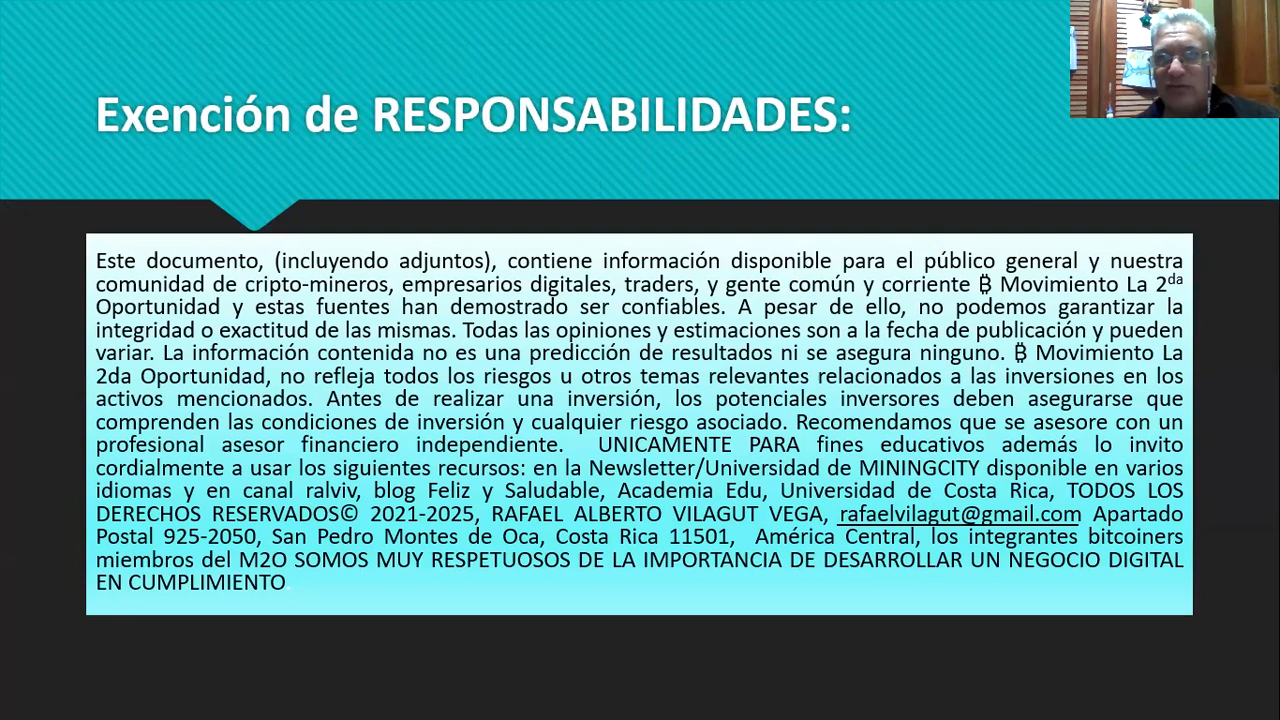 Exención de RESPONSABILIDADES:
Este documento, (incluyendo adjuntos), contiene información disponible para el público general y nuestra
comunidad de cripto-mineros, empresarios digitales, traders, y gente común y corriente ₿ Movimiento La 2da
Oportunidad y estas fuentes han demostrado ser confiables. A pesar de ello, no podemos garantizar la
integridad o exactitud de las mismas. Todas las opiniones y estimaciones son a la fecha de publicación y pueden
variar. La información contenida no es una predicción de resultados ni se asegura ninguno. ₿ Movimiento La
2da Oportunidad, no refleja todos los riesgos u otros temas relevantes relacionados a las inversiones en los
activos mencionados. Antes de realizar una inversión, los potenciales inversores deben asegurarse que
comprenden las condiciones de inversión y cualquier riesgo asociado. Recomendamos que se asesore con un
profesional asesor financiero independiente. UNICAMENTE PARA fines educativos además lo invito
cordialmente a usar los siguientes recursos: en la Newsletter/Universidad de MININGCITY disponible en varios
idiomas y en canal ralviv, blog Feliz y Saludable, Academia Edu, Universidad de Costa Rica, TODOS LOS
DERECHOS RESERVADOS© 2021-2025, RAFAEL ALBERTO VILAGUT VEGA, rafaelvilagut@gmail.com Apartado
Postal 925-2050, San Pedro Montes de Oca, Costa Rica 11501, América Central, los integrantes bitcoiners
miembros del M2O SOMOS MUY RESPETUOSOS DE LA IMPORTANCIA DE DESARROLLAR UN NEGOCIO DIGITAL
EN CUMPLIMIENTO.